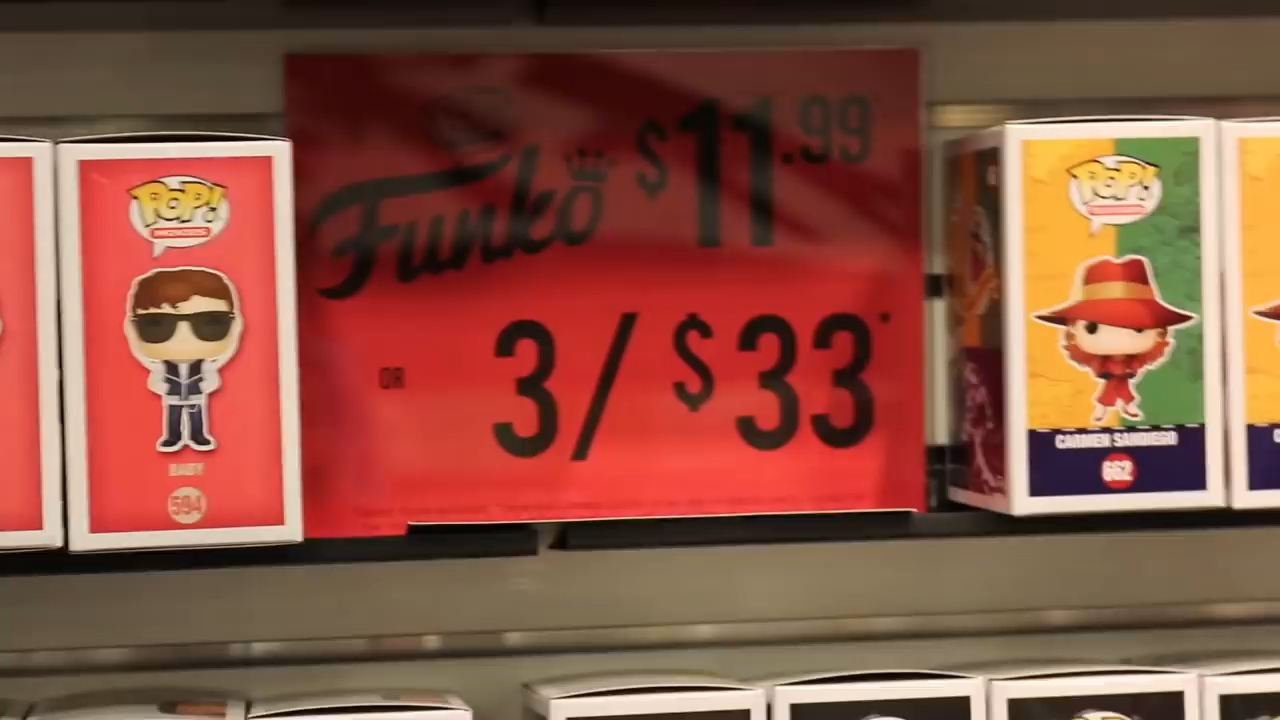 Funko $11.99*
OR 3/$33*
POP!
BABY
594
POP!
CARMEN SANDIEGO
662